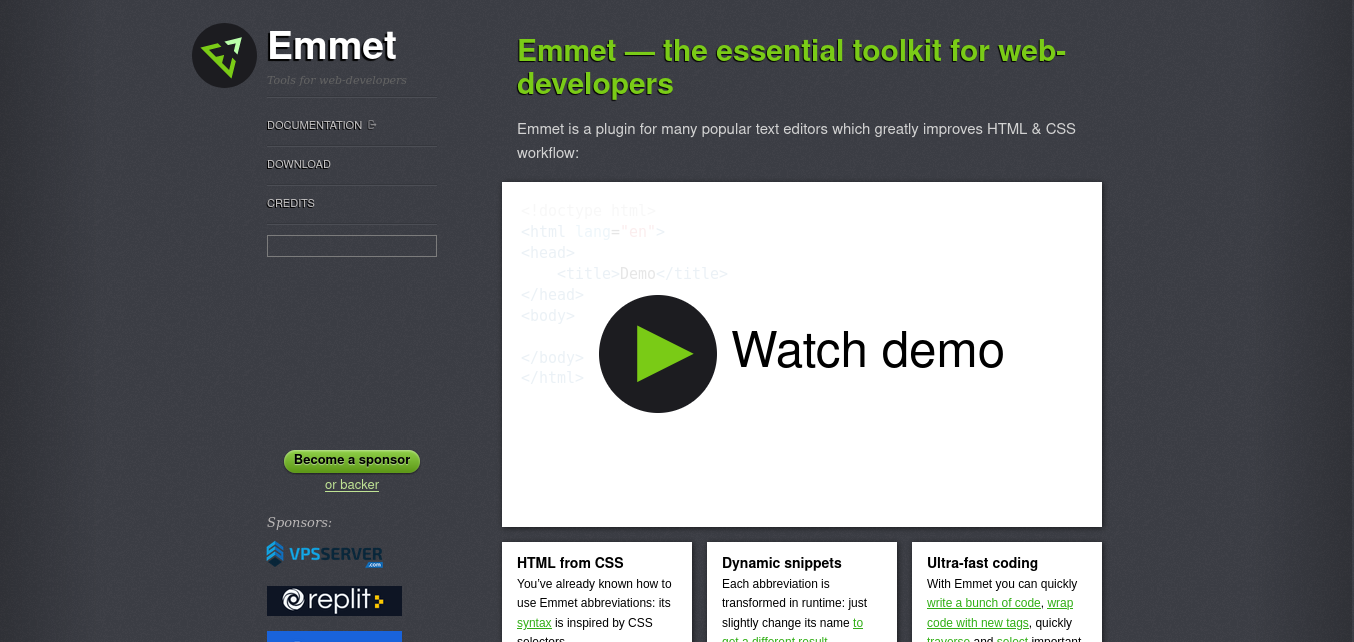 Emmet
Tools for web-developers
DOCUMENTATION
DOWNLOAD
CREDITS
Become a sponsor
or backer
Sponsors:
VPSSERVER
.com
replit
Emmet — the essential toolkit for web-
developers
Emmet is a plugin for many popular text editors which greatly improves HTML & CSS
workflow:
<!doctype html>
<html lang="en">
<head>
<title>Demo</title>
</head>
<body>
</body>
</html>
Watch demo
HTML from CSS
You’ve already known how to
use Emmet abbreviations: its
syntax is inspired by CSS
selectors.
Dynamic snippets
Each abbreviation is
transformed in runtime: just
slightly change its name to
get a different result.
Ultra-fast coding
With Emmet you can quickly
write a bunch of code, wrap
code with new tags, quickly
traverse and select important